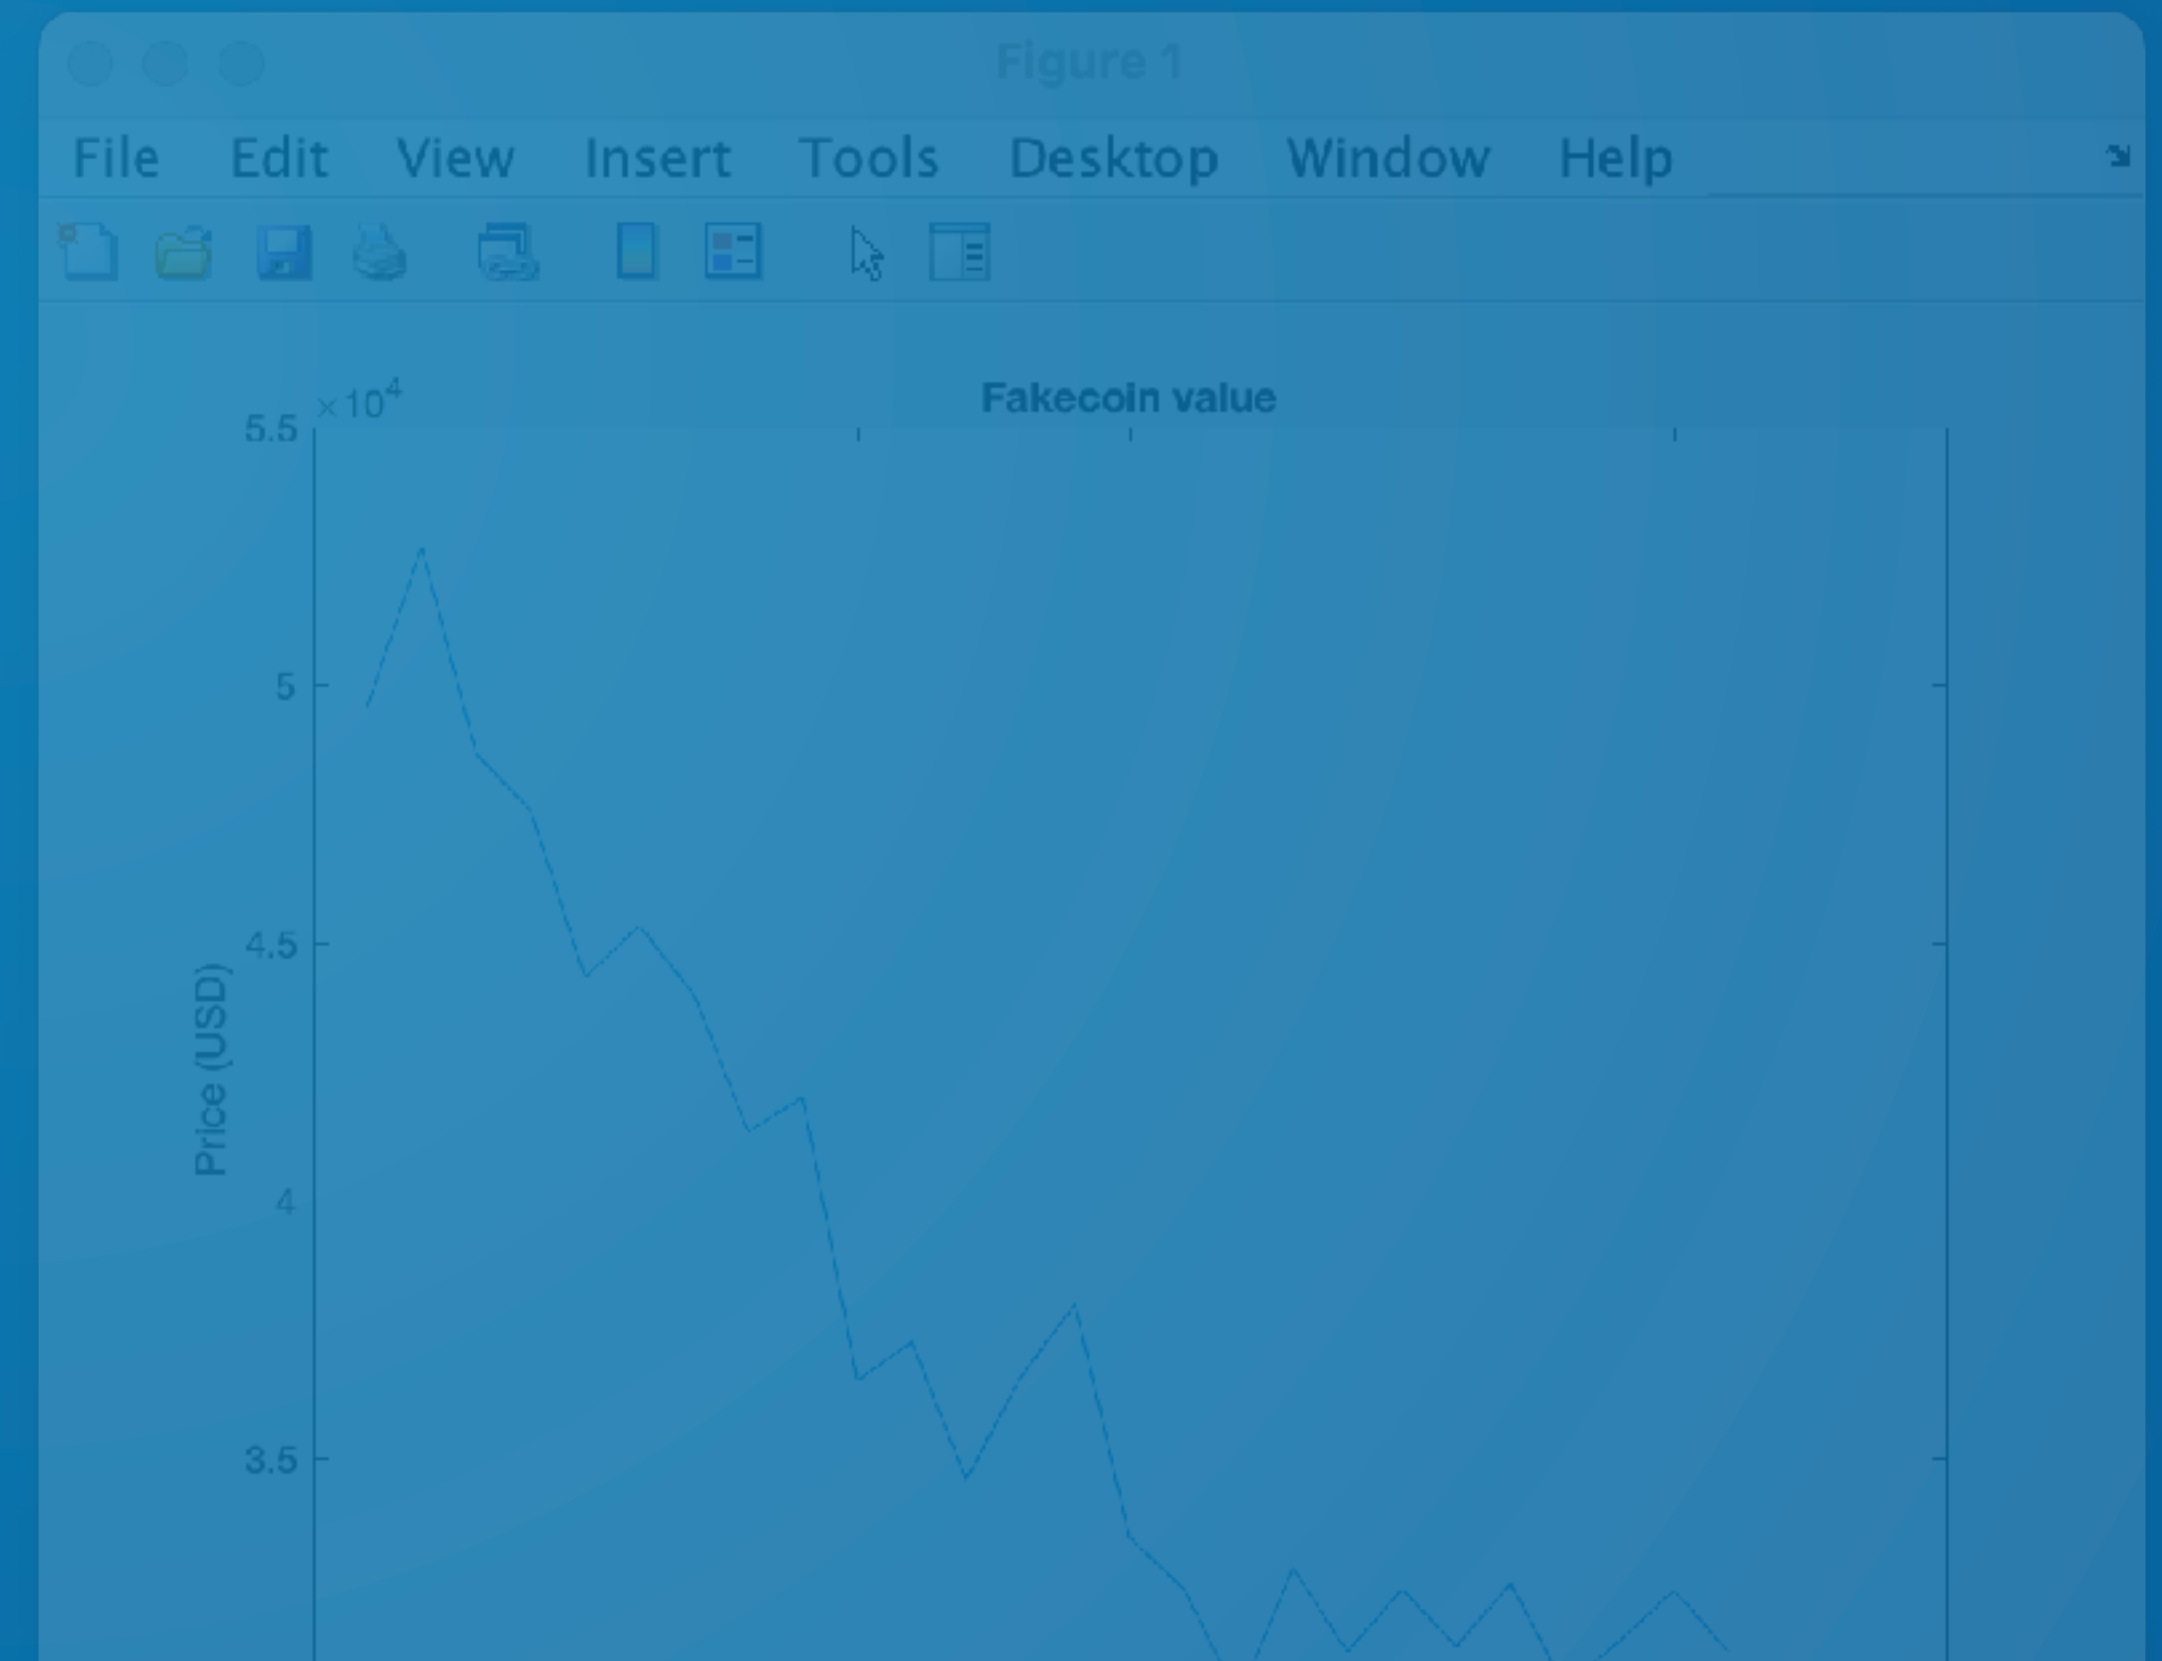 Figure 1
File Edit View Insert Tools Desktop Window Help
×10⁴
Fakecoin value
5.5
5
4.5
Price (USD)
4
3.5